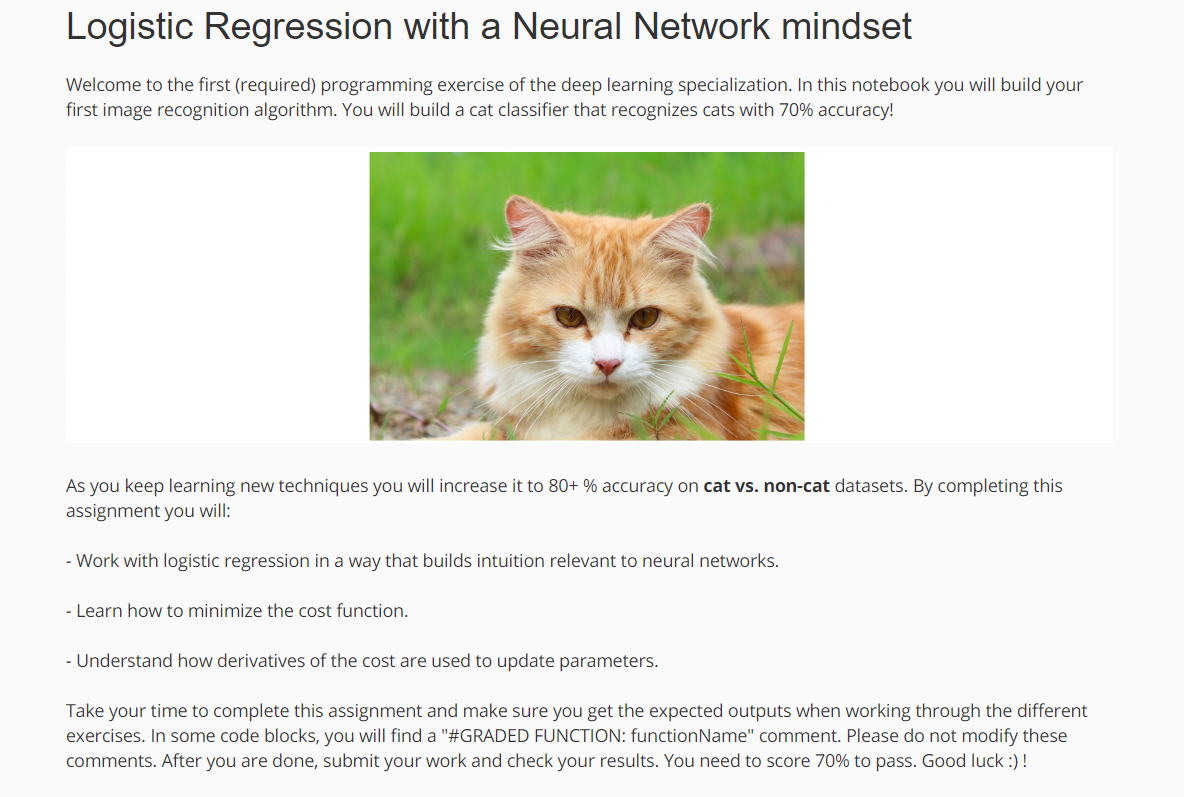 Logistic Regression with a Neural Network mindset
Welcome to the first (required) programming exercise of the deep learning specialization. In this notebook you will build your
first image recognition algorithm. You will build a cat classifier that recognizes cats with 70% accuracy!
As you keep learning new techniques you will increase it to 80+ % accuracy on cat vs. non-cat datasets. By completing this
assignment you will:
- Work with logistic regression in a way that builds intuition relevant to neural networks.
- Learn how to minimize the cost function.
- Understand how derivatives of the cost are used to update parameters.
Take your time to complete this assignment and make sure you get the expected outputs when working through the different
exercises. In some code blocks, you will find a "#GRADED FUNCTION: functionName" comment. Please do not modify these
comments. After you are done, submit your work and check your results. You need to score 70% to pass. Good luck :) !